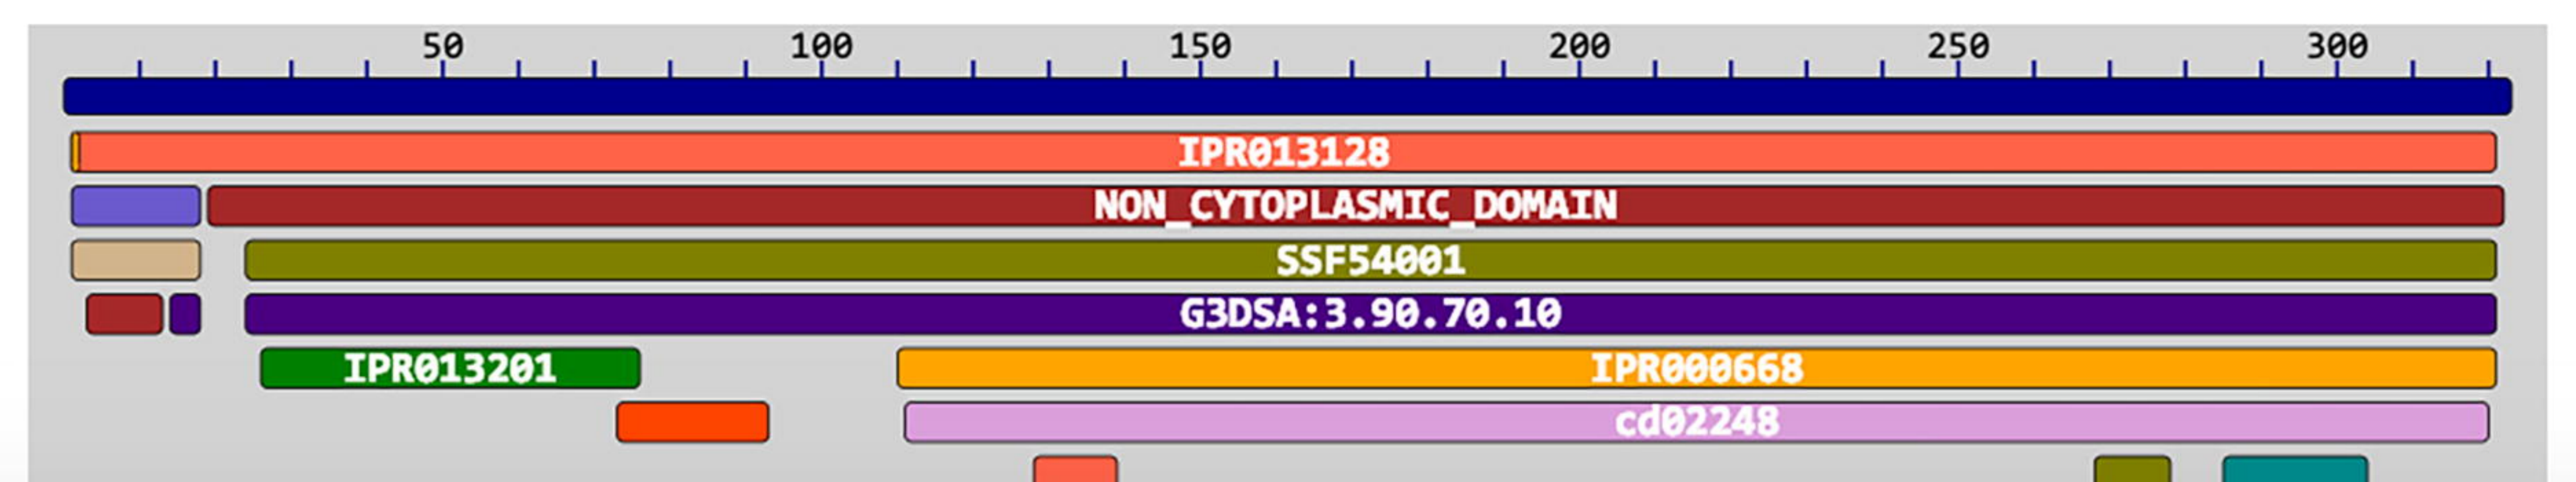 50 100 150 200 250 300
IPR013128
NON_CYTOPLASMIC_DOMAIN
SSF54001
G3DSA:3.90.70.10
IPR013201 IPR000668
cd02248